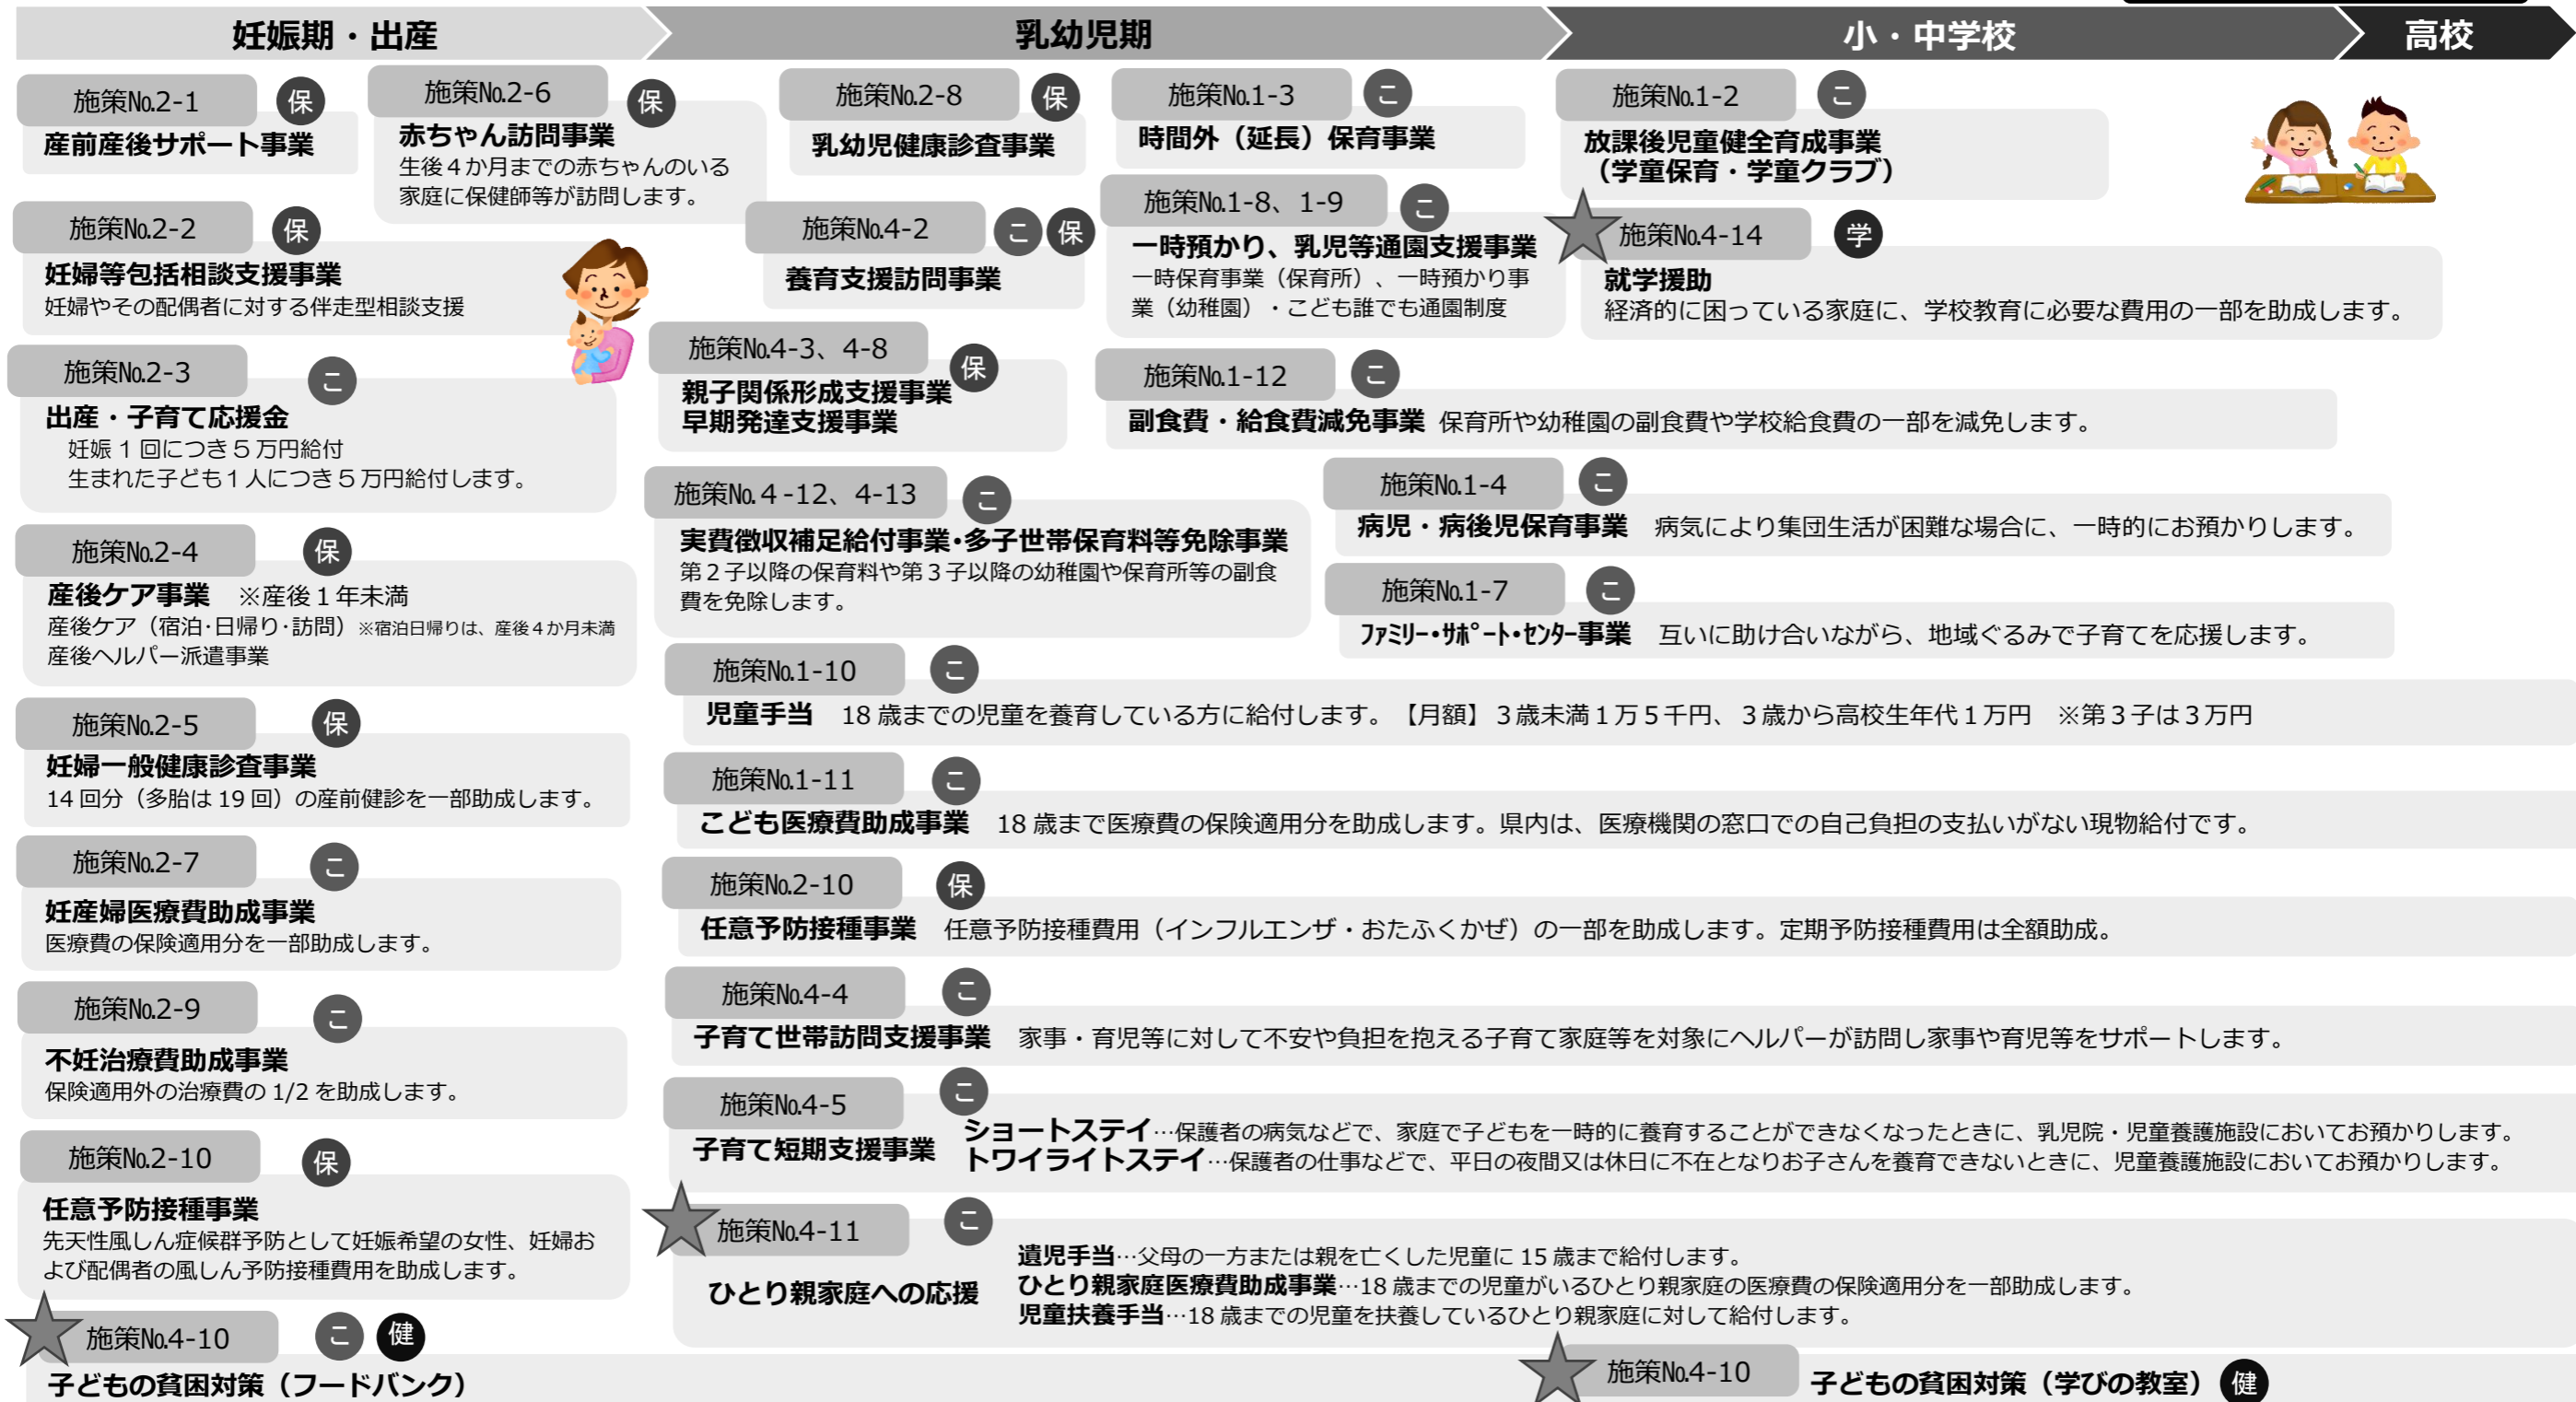 妊娠期・出産
乳幼児期
小・中学校
高校
施策№2-1
保
産前産後サポート事業
施策№2-6
保
赤ちゃん訪問事業
生後４か月までの赤ちゃんのいる
家庭に保健師等が訪問します。
施策№2-2
保
妊婦等包括相談支援事業
妊婦やその配偶者に対する伴走型相談支援
施策№2-3
こ
出産・子育て応援金
妊娠１回につき５万円給付
生まれた子ども１人につき５万円給付します。
施策№2-4
保
産後ケア事業　※産後１年未満
産後ケア（宿泊･日帰り･訪問）※宿泊日帰りは、産後４か月未満
産後ヘルパー派遣事業
施策№2-5
保
妊婦一般健康診査事業
14 回分（多胎は 19 回）の産前健診を一部助成します。
施策№2-7
こ
妊産婦医療費助成事業
医療費の保険適用分を一部助成します。
施策№2-9
こ
不妊治療費助成事業
保険適用外の治療費の 1/2 を助成します。
施策№2-10
保
任意予防接種事業
先天性風しん症候群予防として妊娠希望の女性、妊婦お
よび配偶者の風しん予防接種費用を助成します。
施策№4-10
こ 健
子どもの貧困対策（フードバンク）
施策№2-8
保
乳幼児健康診査事業
施策№1-3
こ
時間外（延長）保育事業
施策№4-2
こ 保
養育支援訪問事業
施策№1-8、1-9
こ
一時預かり、乳児等通園支援事業
一時保育事業（保育所）、一時預かり事
業（幼稚園）・こども誰でも通園制度
施策№4-3、4-8
保
親子関係形成支援事業
早期発達支援事業
施策№1-12
こ
副食費・給食費減免事業 保育所や幼稚園の副食費や学校給食費の一部を減免します。
施策№４-12、4-13
こ
実費徴収補足給付事業･多子世帯保育料等免除事業
第２子以降の保育料や第３子以降の幼稚園や保育所等の副食
費を免除します。
施策№1-2
こ
放課後児童健全育成事業
（学童保育・学童クラブ）
施策№4-14
学
就学援助
経済的に困っている家庭に、学校教育に必要な費用の一部を助成します。
施策№1-4
こ
病児・病後児保育事業　病気により集団生活が困難な場合に、一時的にお預かりします。
施策№1-7
こ
ﾌｧﾐﾘｰ･ｻﾎﾟｰﾄ･ｾﾝﾀｰ事業　互いに助け合いながら、地域ぐるみで子育てを応援します。
施策№1-10
こ
児童手当　18 歳までの児童を養育している方に給付します。【月額】３歳未満１万５千円、３歳から高校生年代１万円　※第３子は３万円
施策№1-11
こ
こども医療費助成事業　18 歳まで医療費の保険適用分を助成します。県内は、医療機関の窓口での自己負担の支払いがない現物給付です。
施策№2-10
保
任意予防接種事業　任意予防接種費用（インフルエンザ・おたふくかぜ）の一部を助成します。定期予防接種費用は全額助成。
施策№4-4
こ
子育て世帯訪問支援事業　家事・育児等に対して不安や負担を抱える子育て家庭等を対象にヘルパーが訪問し家事や育児等をサポートします。
施策№4-5
こ
子育て短期支援事業
ショートステイ…保護者の病気などで、家庭で子どもを一時的に養育することができなくなったときに、乳児院・児童養護施設においてお預かりします。
トワイライトステイ…保護者の仕事などで、平日の夜間又は休日に不在となりお子さんを養育できないときに、児童養護施設においてお預かりします。
施策№4-11
こ
ひとり親家庭への応援
遺児手当…父母の一方または親を亡くした児童に 15 歳まで給付します。
ひとり親家庭医療費助成事業…18 歳までの児童がいるひとり親家庭の医療費の保険適用分を一部助成します。
児童扶養手当…18 歳までの児童を扶養しているひとり親家庭に対して給付します。
施策№4-10
子どもの貧困対策（学びの教室） 健